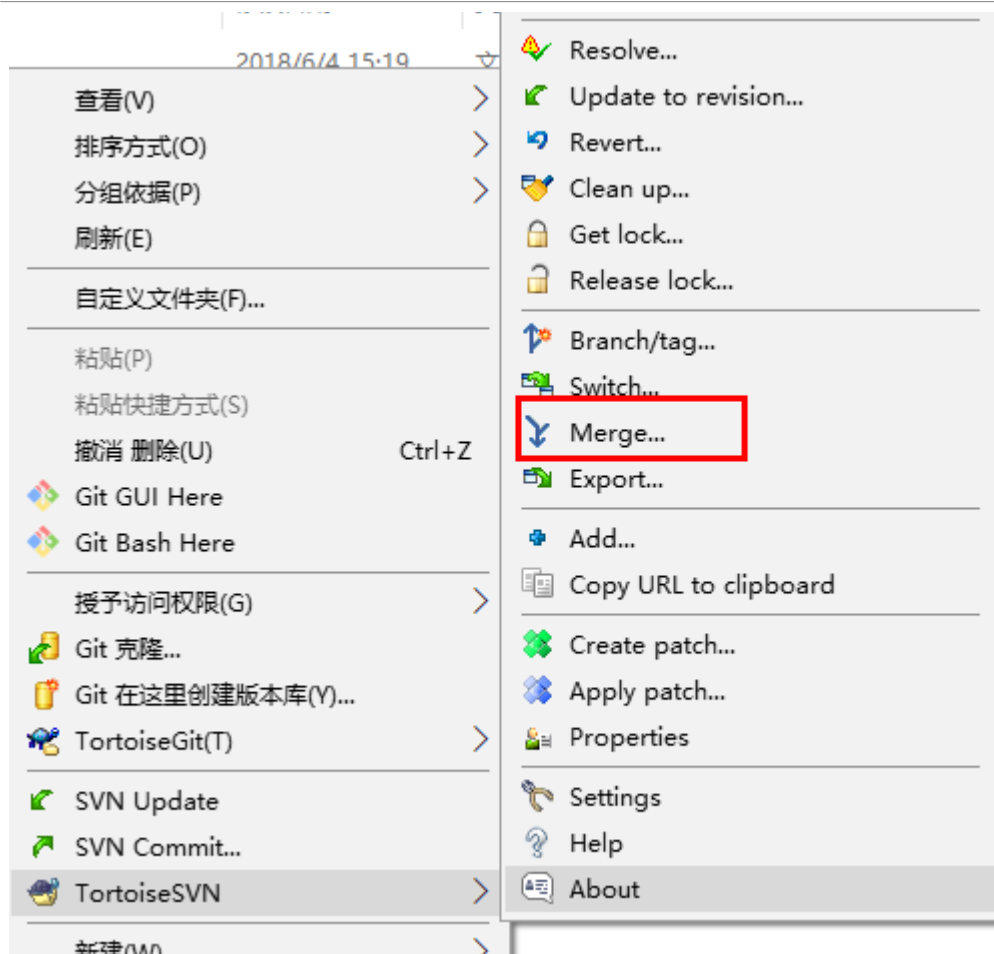 2018/6/4 15:19
查看(V)
排序方式(O)
分组依据(P)
刷新(E)
自定义文件夹(F)...
粘贴(P)
粘贴快捷方式(S)
撤消 删除(U) Ctrl+Z
Git GUI Here
Git Bash Here
授予访问权限(G)
Git 克隆...
Git 在这里创建版本库(Y)...
TortoiseGit(T)
SVN Update
SVN Commit...
TortoiseSVN
新建(W)
Resolve...
Update to revision...
Revert...
Clean up...
Get lock...
Release lock...
Branch/tag...
Switch...
Merge...
Export...
Add...
Copy URL to clipboard
Create patch...
Apply patch...
Properties
Settings
Help
About